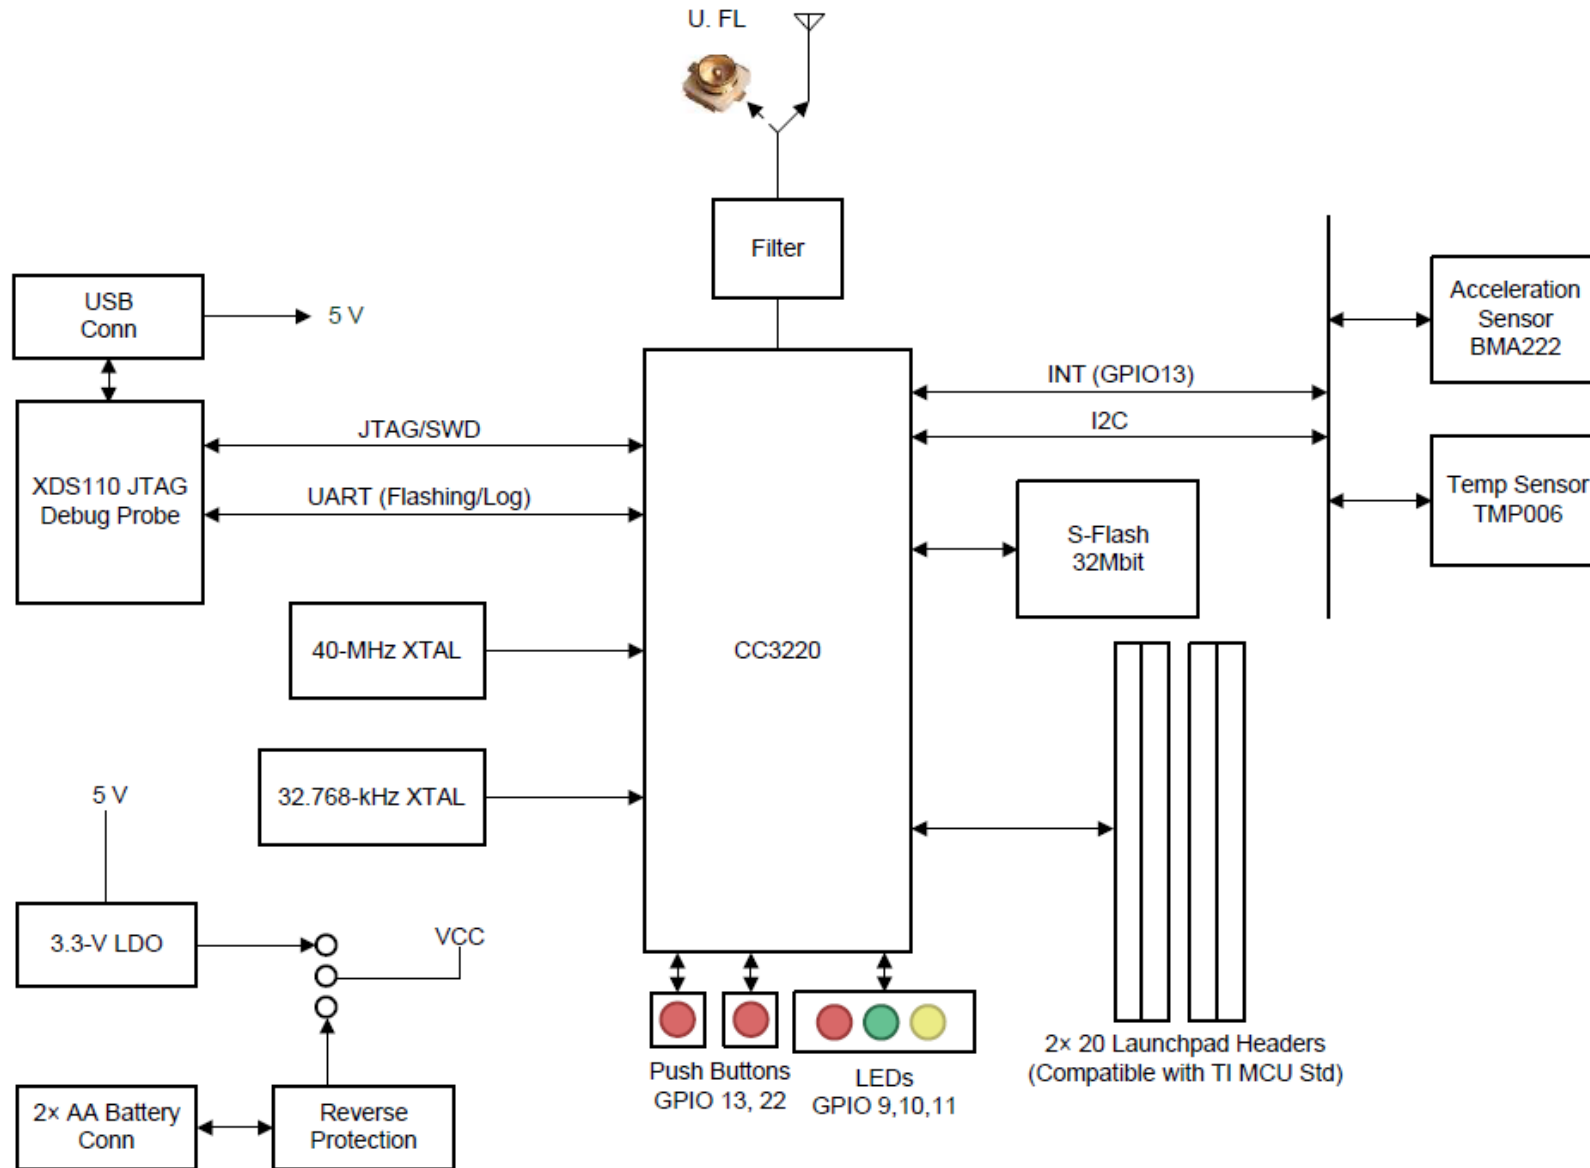 U. FL
Filter
USB
Conn
5 V
XDS110 JTAG
Debug Probe
JTAG/SWD
UART (Flashing/Log)
40-MHz XTAL
32.768-kHz XTAL
CC3220
INT (GPIO13)
I2C
Acceleration
Sensor
BMA222
Temp Sensor
TMP006
S-Flash
32Mbit
5 V
3.3-V LDO
VCC
2× AA Battery
Conn
Reverse
Protection
Push Buttons
GPIO 13, 22
LEDs
GPIO 9,10,11
2× 20 Launchpad Headers
(Compatible with TI MCU Std)